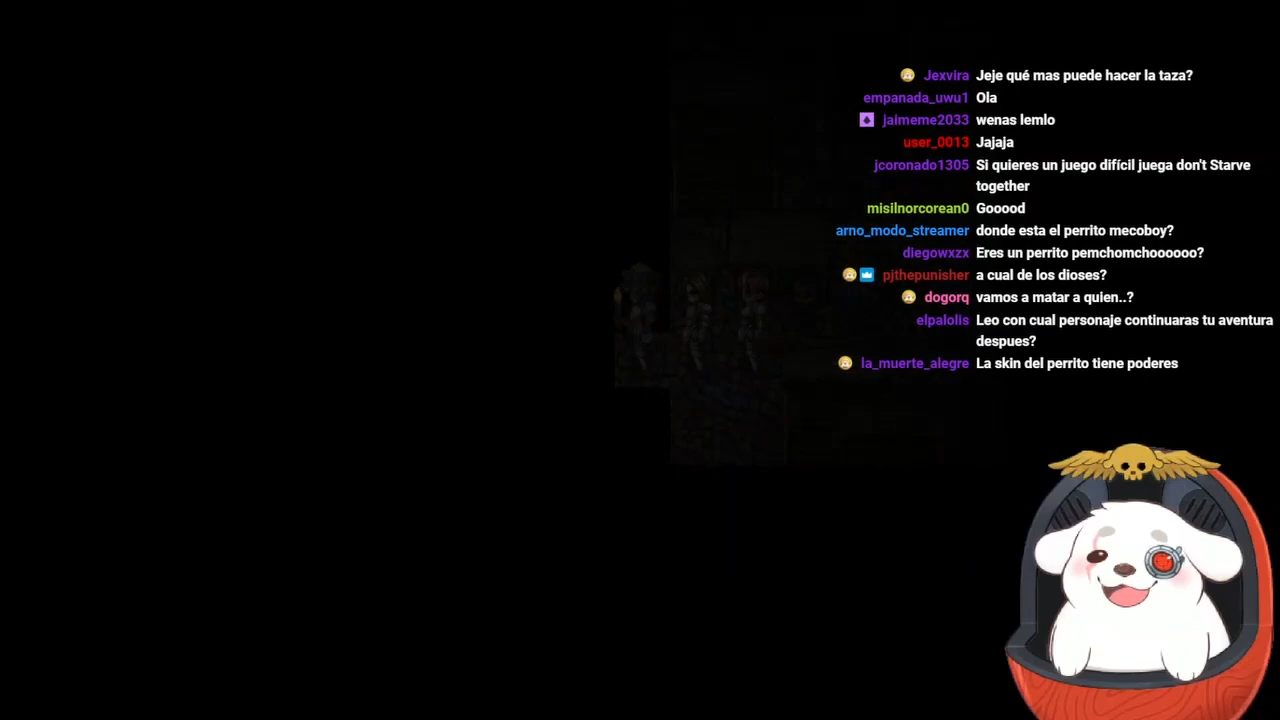 Jexvira Jeje qué mas puede hacer la taza?
empanada_uwu1 Ola
jaimeme2033 wenas lemlo
user_0013 Jajaja
jcoronado1305 Si quieres un juego difícil juega don't Starve
together
misilnorcorean0 Gooood
arno_modo_streamer donde esta el perrito mecoboy?
diegowxzx Eres un perrito pemchomchoooooo?
pjthepunisher a cual de los dioses?
dogorq vamos a matar a quien..?
elpalolis Leo con cual personaje continuaras tu aventura
despues?
la_muerte_alegre La skin del perrito tiene poderes